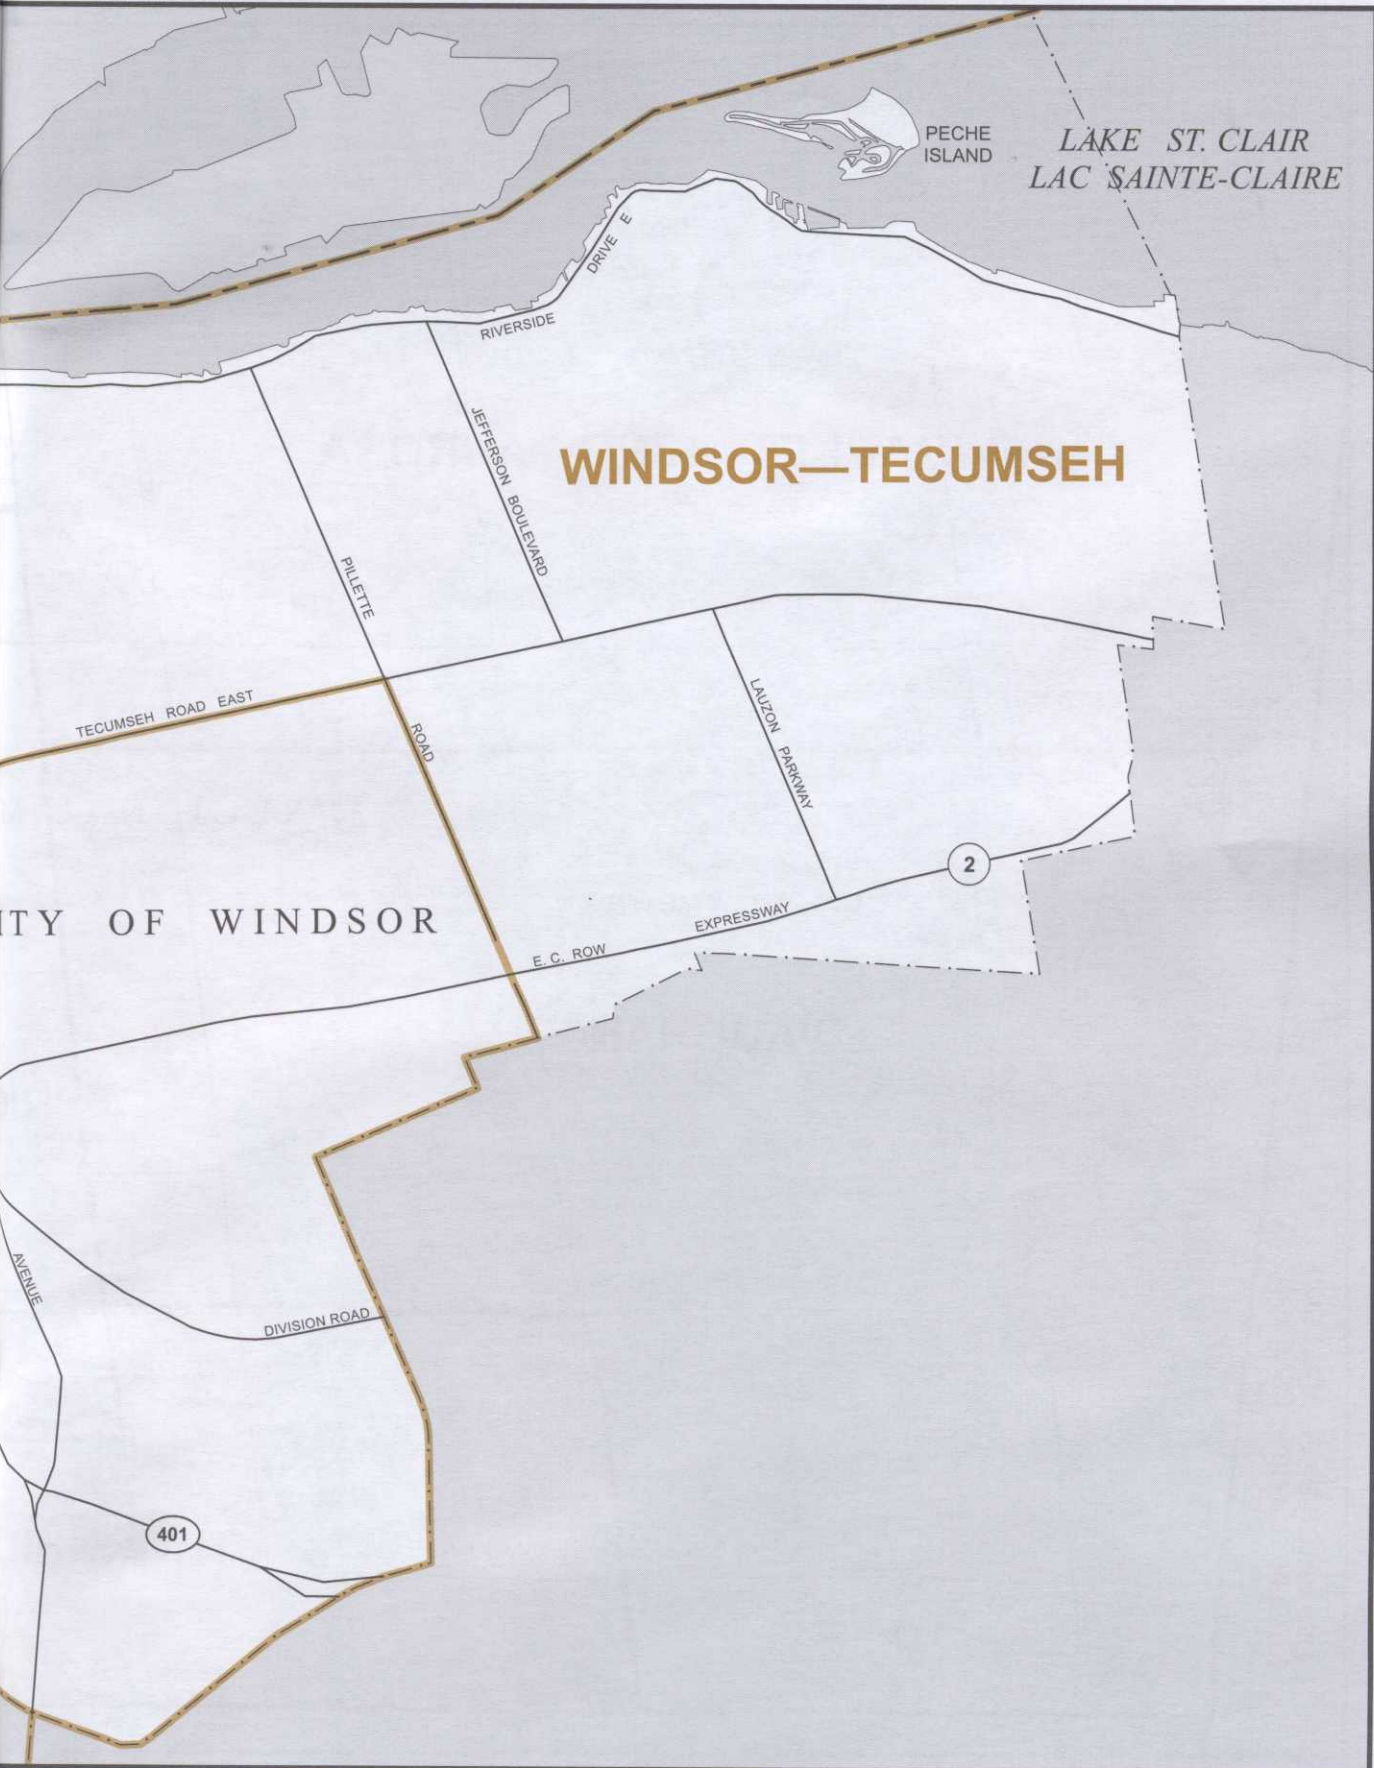 PECHE
ISLAND
LAKE ST. CLAIR
LAC SAINTE-CLAIRE
DRIVE E
RIVERSIDE
JEFFERSON BOULEVARD
WINDSOR—TECUMSEH
PILLETTE
TECUMSEH ROAD EAST
ROAD
LAUZON PARKWAY
2
ITY OF WINDSOR
EXPRESSWAY
E. C. ROW
AVENUE
DIVISION ROAD
401